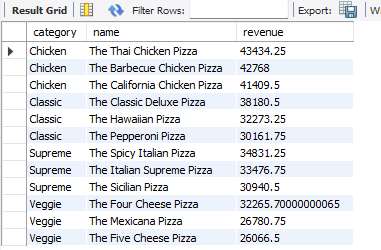 Result Grid Filter Rows: Export:
category name revenue
Chicken The Thai Chicken Pizza 43434.25
Chicken The Barbecue Chicken Pizza 42768
Chicken The California Chicken Pizza 41409.5
Classic The Classic Deluxe Pizza 38180.5
Classic The Hawaiian Pizza 32273.25
Classic The Pepperoni Pizza 30161.75
Supreme The Spicy Italian Pizza 34831.25
Supreme The Italian Supreme Pizza 33476.75
Supreme The Sicilian Pizza 30940.5
Veggie The Four Cheese Pizza 32265.70000000065
Veggie The Mexicana Pizza 26780.75
Veggie The Five Cheese Pizza 26066.5